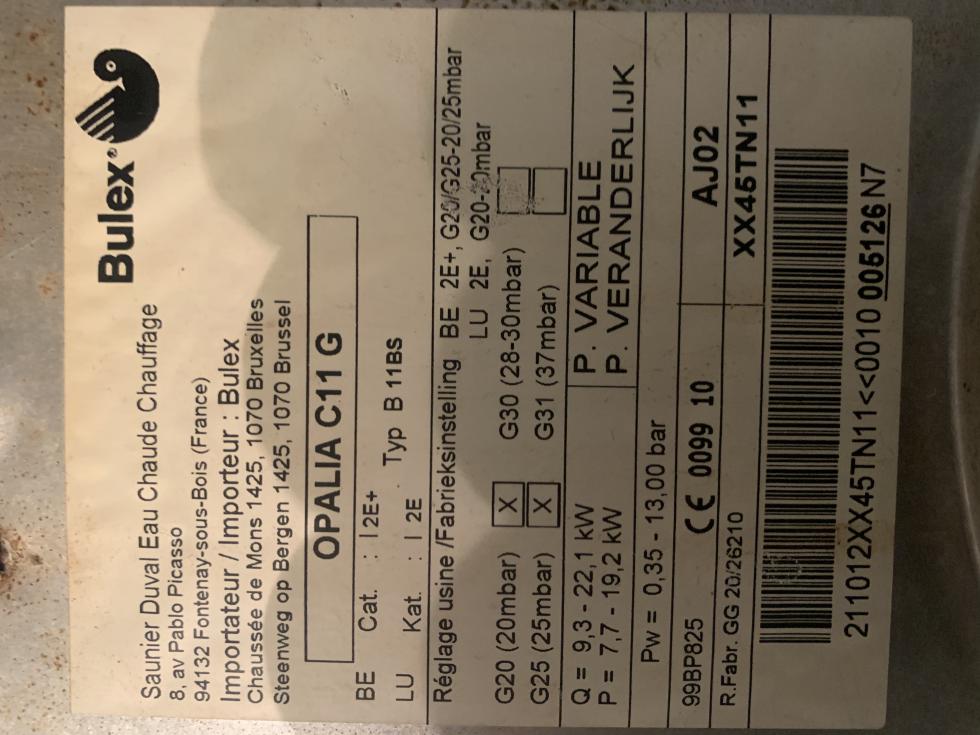 Bulex®
Saunier Duval Eau Chaude Chauffage
8, av Pablo Picasso
94132 Fontenay-sous-Bois (France)
Importateur / Importeur : Bulex
Chaussée de Mons 1425, 1070 Bruxelles
Steenweg op Bergen 1425, 1070 Brussel
OPALIA C11 G
BE Cat. : I 2E+
LU Kat. : I 2E Typ B 11BS
Réglage usine /Fabrieksinstelling BE 2E+, G20/G25-20/25mbar
LU 2E, G20-20mbar
G20 (20mbar) X G30 (28-30mbar)
G25 (25mbar) X G31 (37mbar)
Q = 9,3 - 22,1 kW P. VARIABLE
P = 7,7 - 19,2 kW P. VERANDERLIJK
Pw = 0,35 - 13,00 bar
99BP825 CE 0099 10 AJ02
R.Fabr. GG 20/26210 XX45TN11
211012XX45TN11<<0010 005126N7